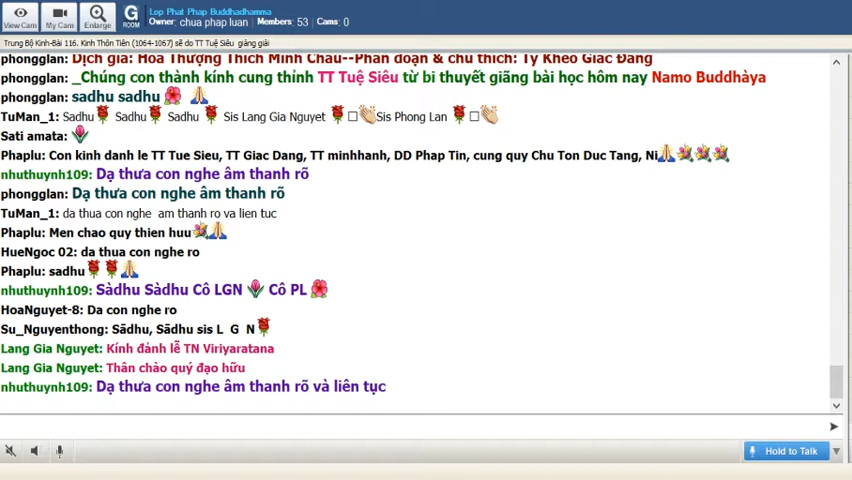 Lop Phat Phap Buddhadhamma
Owner: chua phap luan Members: 53 Cams: 0
View Cam My Cam Enlarge G ROOM
Trung Bộ Kinh-Bài 116. Kinh Thôn Tiên (1064-1067) sẽ do TT Tuệ Siêu giảng giải
phongglan: Dịch giả: Hoà Thượng Thích Minh Châu--Phân đoạn & chú thích: Tỳ Kheo Giác Đẳng
phongglan: _Chúng con thành kính cung thỉnh TT Tuệ Siêu từ bi thuyết giãng bài học hôm nay Namo Buddhàya
phongglan: sadhu sadhu
TuMan_1: Sadhu Sadhu Sadhu Sis Lang Gia Nguyet Sis Phong Lan
Sati amata:
Phaplu: Con kinh danh le TT Tue Sieu, TT Giac Dang, TT minhhanh, DD Phap Tin, cung quy Chu Ton Duc Tang, Ni
nhuthuynh109: Dạ thưa con nghe âm thanh rõ
phongglan: Dạ thưa con nghe âm thanh rõ
TuMan_1: da thua con nghe am thanh ro va lien tuc
Phaplu: Men chao quy thien huu
HueNgoc 02: da thua con nghe ro
Phaplu: sadhu
nhuthuynh109: Sàdhu Sàdhu Cô LGN Cô PL
HoaNguyet-8: Da con nghe ro
Su_Nguyenthong: Sādhu, Sādhu sis L G N
Lang Gia Nguyet: Kính đảnh lễ TN Viriyaratana
Lang Gia Nguyet: Thân chào quý đạo hữu
nhuthuynh109: Dạ thưa con nghe âm thanh rõ và liên tục
Hold to Talk